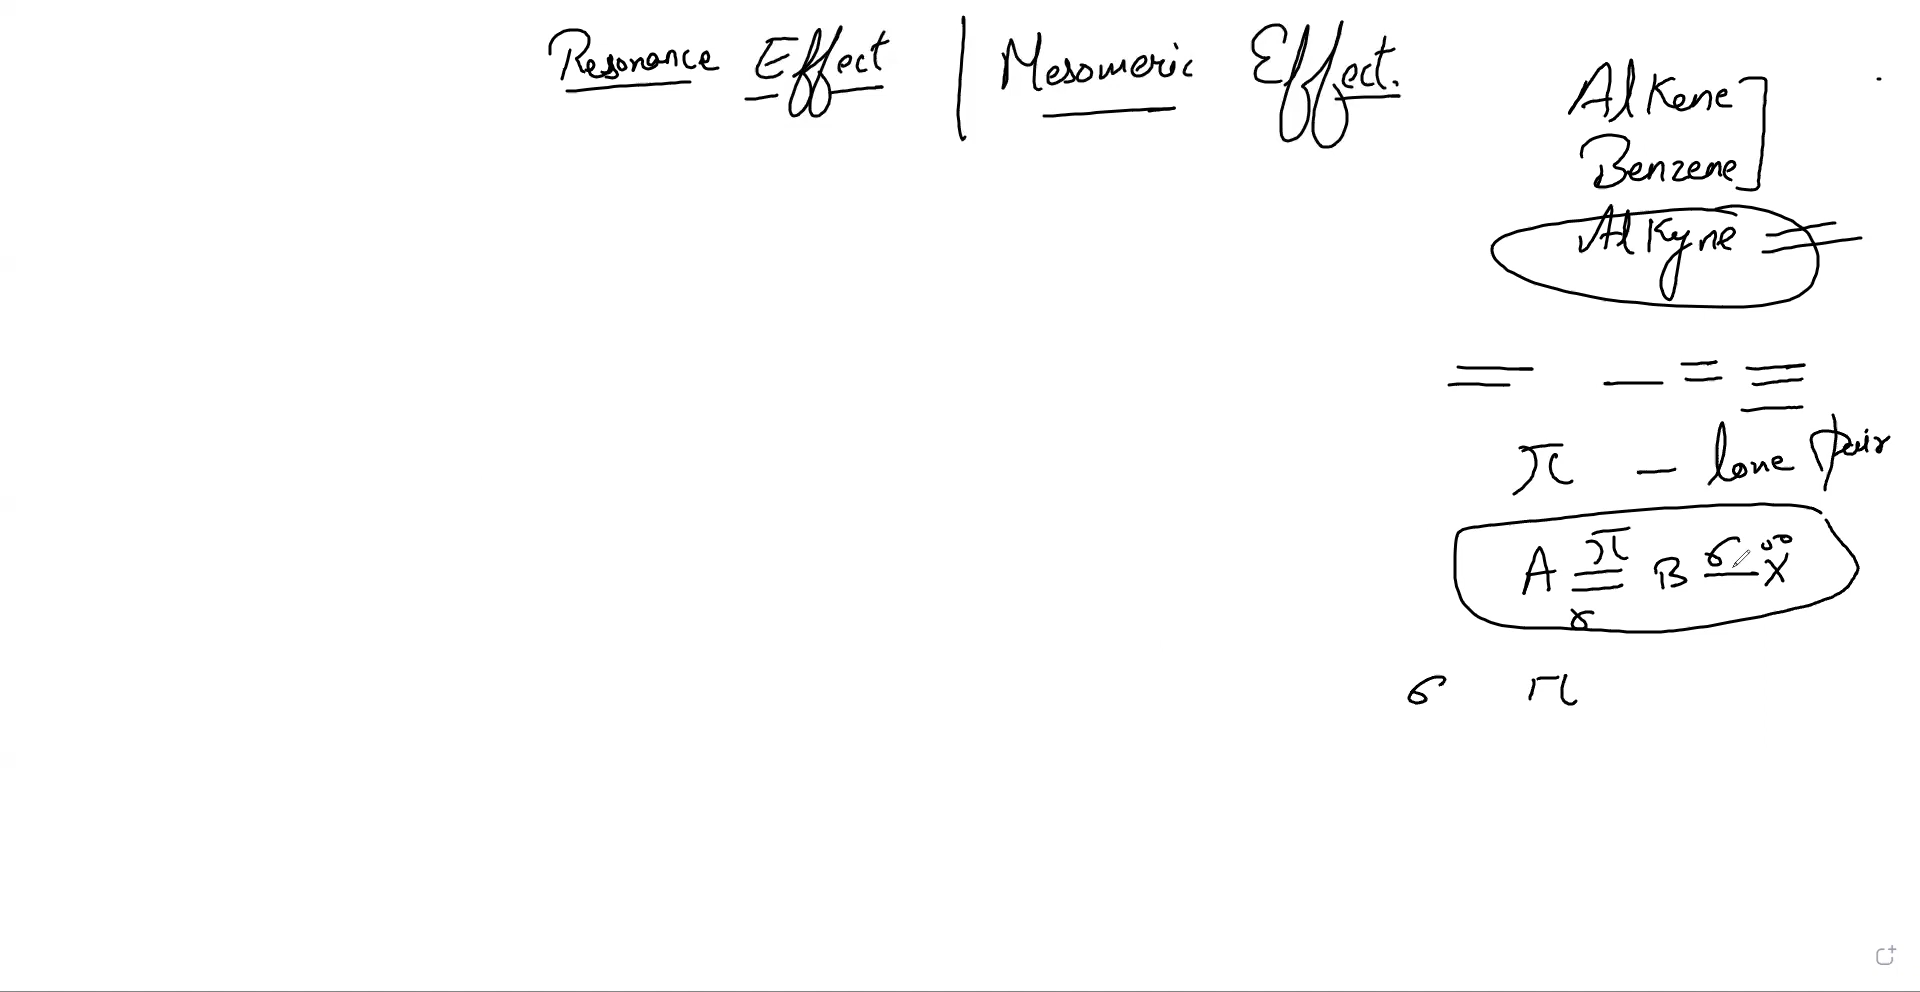 Resonance Effect | Mesomeric Effect.
Alkene
Benzene
Alkyne =
= - = ≡
π - lone pair
π σ
A = B - X
σ
σ π